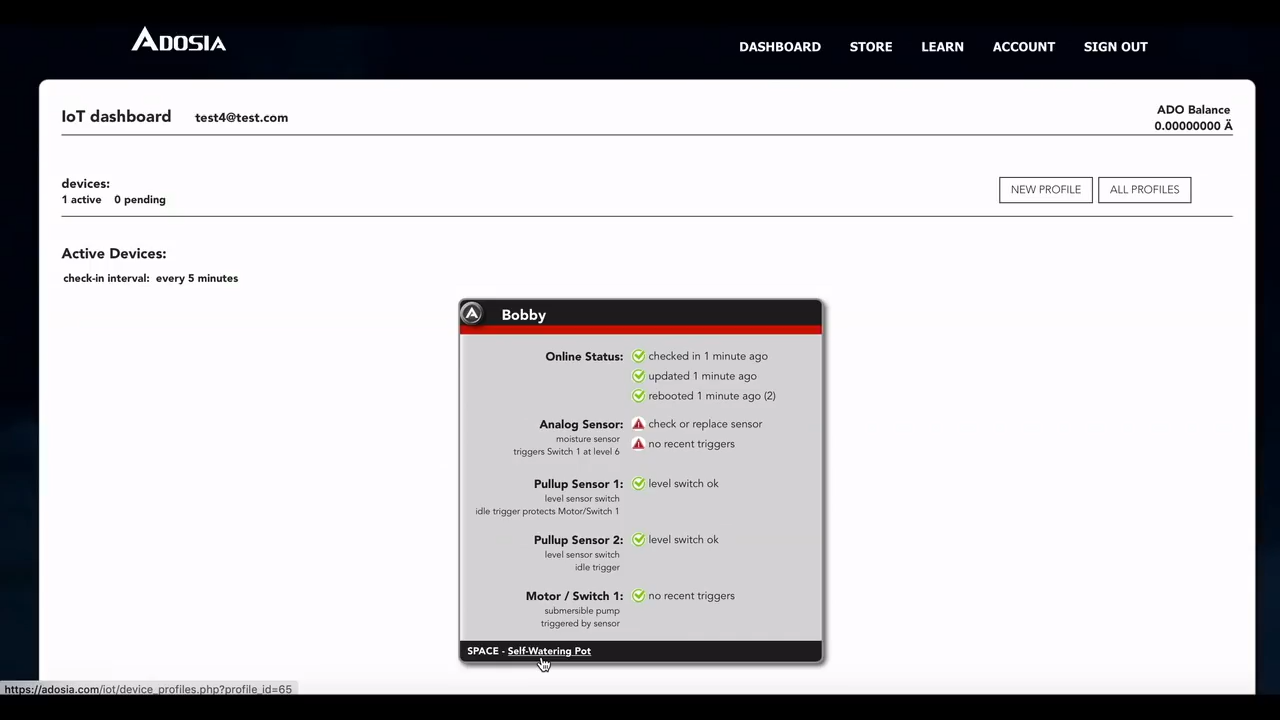 ADOSIA
DASHBOARD STORE LEARN ACCOUNT SIGN OUT
IoT dashboard test4@test.com
ADO Balance
0.00000000 Ä
devices:
1 active 0 pending
NEW PROFILE ALL PROFILES
Active Devices:
check-in interval: every 5 minutes
Bobby
Online Status: checked in 1 minute ago
updated 1 minute ago
rebooted 1 minute ago (2)
Analog Sensor: check or replace sensor
moisture sensor
no recent triggers
triggers Switch 1 at level 6
Pullup Sensor 1: level switch ok
level sensor switch
idle trigger protects Motor/Switch 1
Pullup Sensor 2: level switch ok
level sensor switch
idle trigger
Motor / Switch 1: no recent triggers
submersible pump
triggered by sensor
SPACE - Self-Watering Pot
https://adosia.com/iot/device_profiles.php?profile_id=65